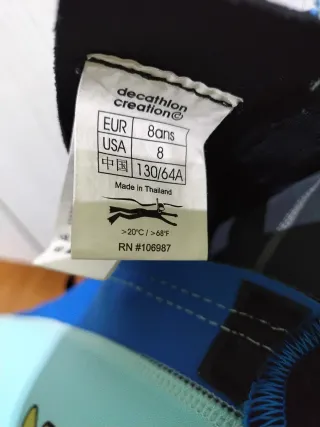 decathlon
creation©
EUR 8ans
USA 8
中国 130/64A
Made in Thailand
>20°C / >68°F
RN #106987